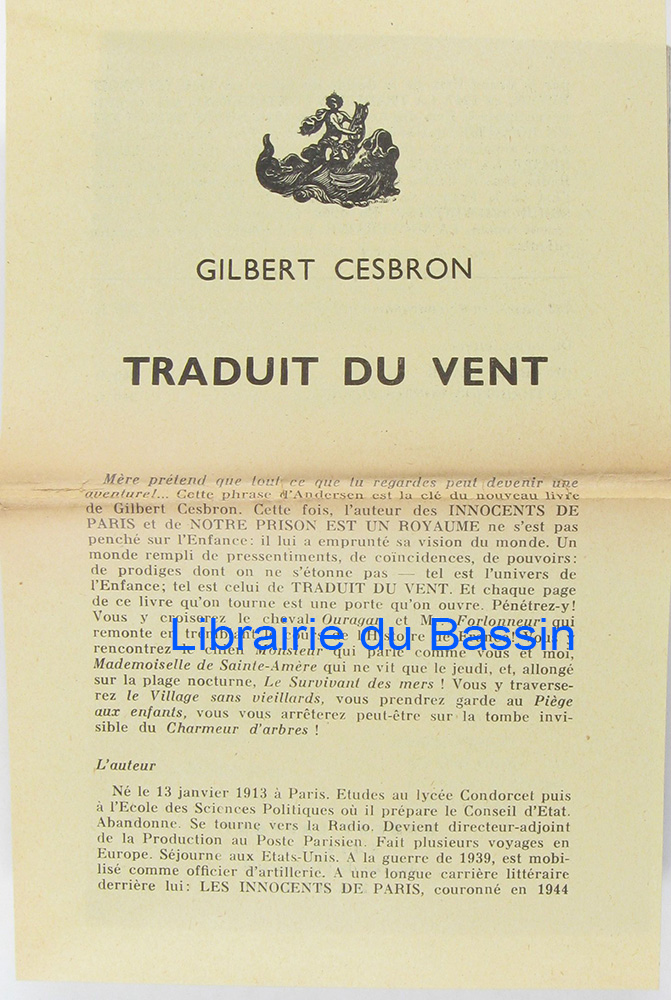 GILBERT CESBRON
TRADUIT DU VENT
Mère prétend que tout ce que tu regardes peut devenir une
aventure!... Cette phrase d'Andersen est la clé du nouveau livre
de Gilbert Cesbron. Cette fois, l'auteur des INNOCENTS DE
PARIS et de NOTRE PRISON EST UN ROYAUME ne s'est pas
penché sur l'Enfance: il lui a emprunté sa vision du monde. Un
monde rempli de pressentiments, de coïncidences, de pouvoirs:
de prodiges dont on ne s'étonne pas — tel est l'univers de
l'Enfance; tel est celui de TRADUIT DU VENT. Et chaque page
de ce livre qu'on tourne est une porte qu'on ouvre. Pénétrez-y!
Vous y croiserez le cheval Ouragan et M. Forlonneur qui
remonte en tremblant le cours de l'Histoire de
Librairie du Bassin
rencontrez le chien Monsieur qui parle comme vous et moi,
Mademoiselle de Sainte-Amère qui ne vit que le jeudi, et, allongé
sur la plage nocturne, Le Survivant des mers ! Vous y traverse-
rez le Village sans vieillards, vous prendrez garde au Piège
aux enfants, vous vous arrêterez peut-être sur la tombe invi-
sible du Charmeur d'arbres !
L'auteur
Né le 13 janvier 1913 à Paris. Etudes au lycée Condorcet puis
à l'Ecole des Sciences Politiques où il prépare le Conseil d'Etat.
Abandonne. Se tourne vers la Radio. Devient directeur-adjoint
de la Production au Poste Parisien. Fait plusieurs voyages en
Europe. Séjourne aux Etats-Unis. A la guerre de 1939, est mobi-
lisé comme officier d'artillerie. A une longue carrière littéraire
derrière lui: LES INNOCENTS DE PARIS, couronné en 1944